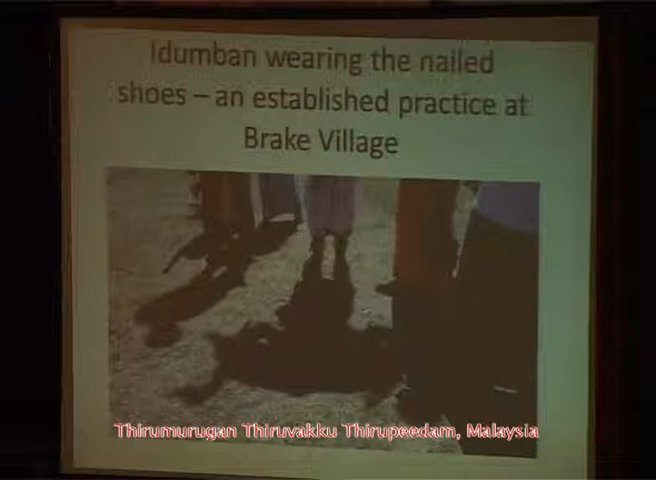 Idumban wearing the nailed
shoes – an established practice at
Brake Village
Thirumurugan Thiruvakku Thirupeedam, Malaysia